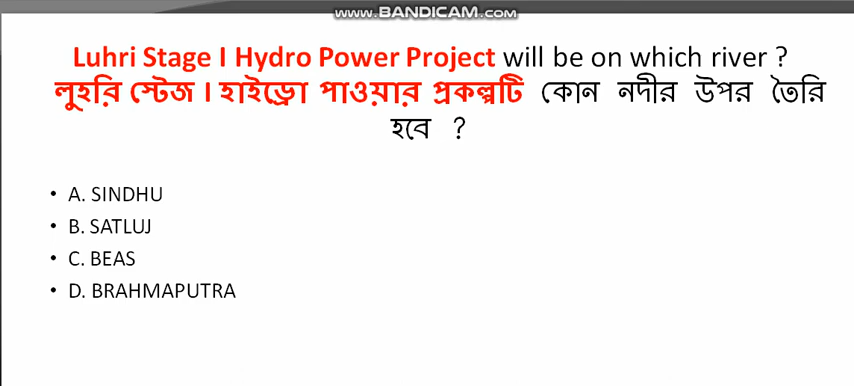 www.BANDICAM.com
Luhri Stage I Hydro Power Project will be on which river ?
লুহরি স্টেজ I হাইড্রো পাওয়ার প্রকল্পটি কোন নদীর উপর তৈরি
হবে ?
• A. SINDHU
• B. SATLUJ
• C. BEAS
• D. BRAHMAPUTRA